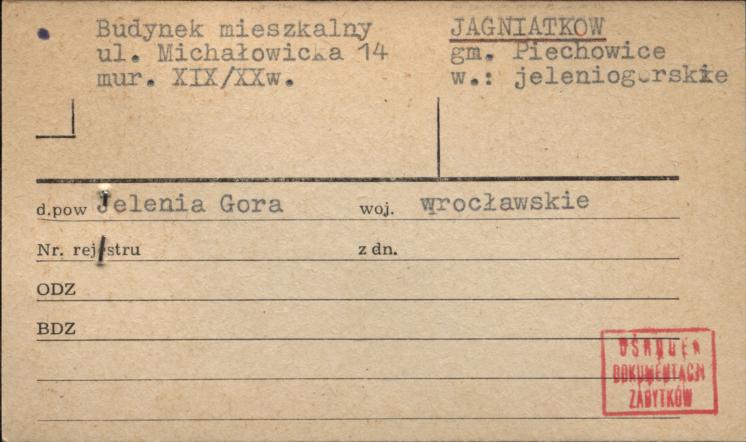 Budynek mieszkalny
ul. Michałowicka 14
mur. XIX/XXw.
JAGNIATKOW
gm. Piechowice
w.: jeleniogorskie
d.pow Jelenia Gora woj. wrocławskie
Nr. rejestru z dn.
ODZ
BDZ
OŚRODEK
DOKUMENTACJI
ZABYTKÓW